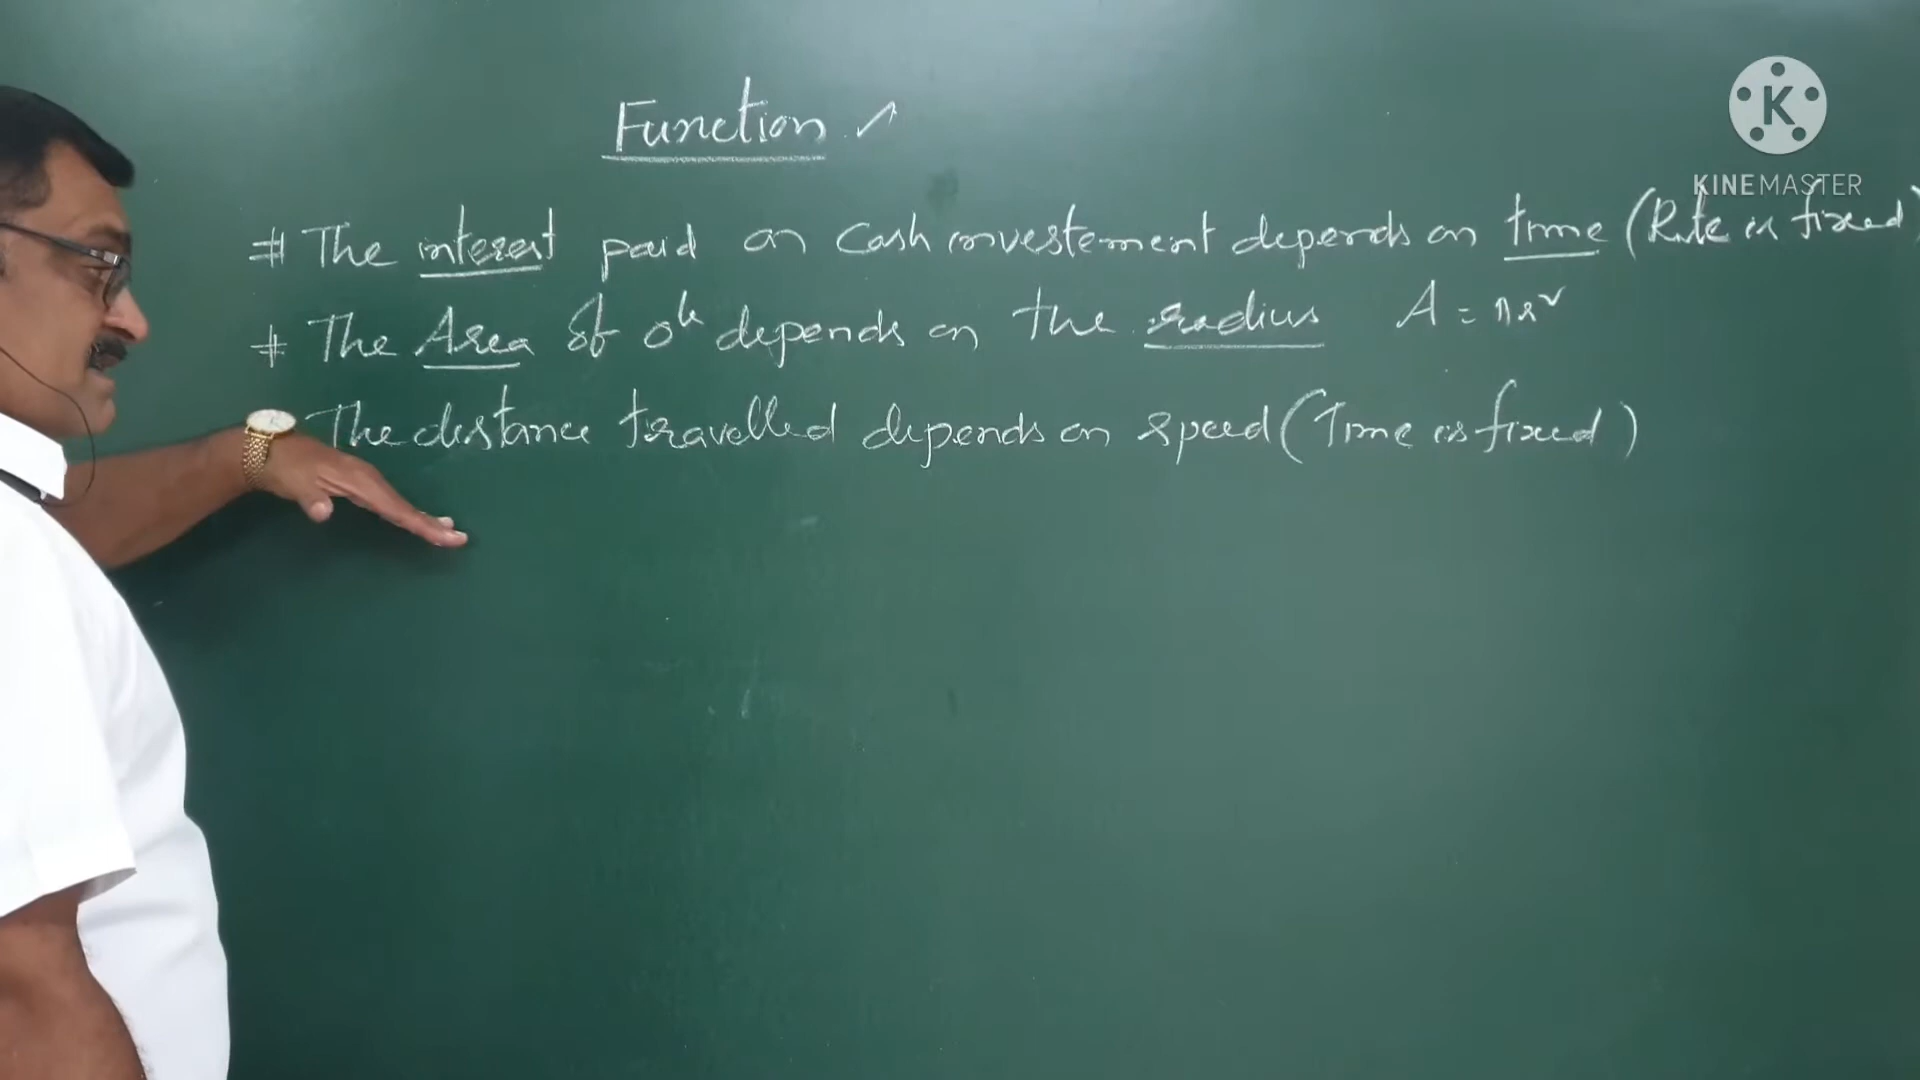 Function
K
KINEMASTER
# The interest paid on cash investement depends on time (Rate is fixed)
# The Area of 0le depends on the radius A = πr²
The distance travelled depends on speed (Time is fixed)